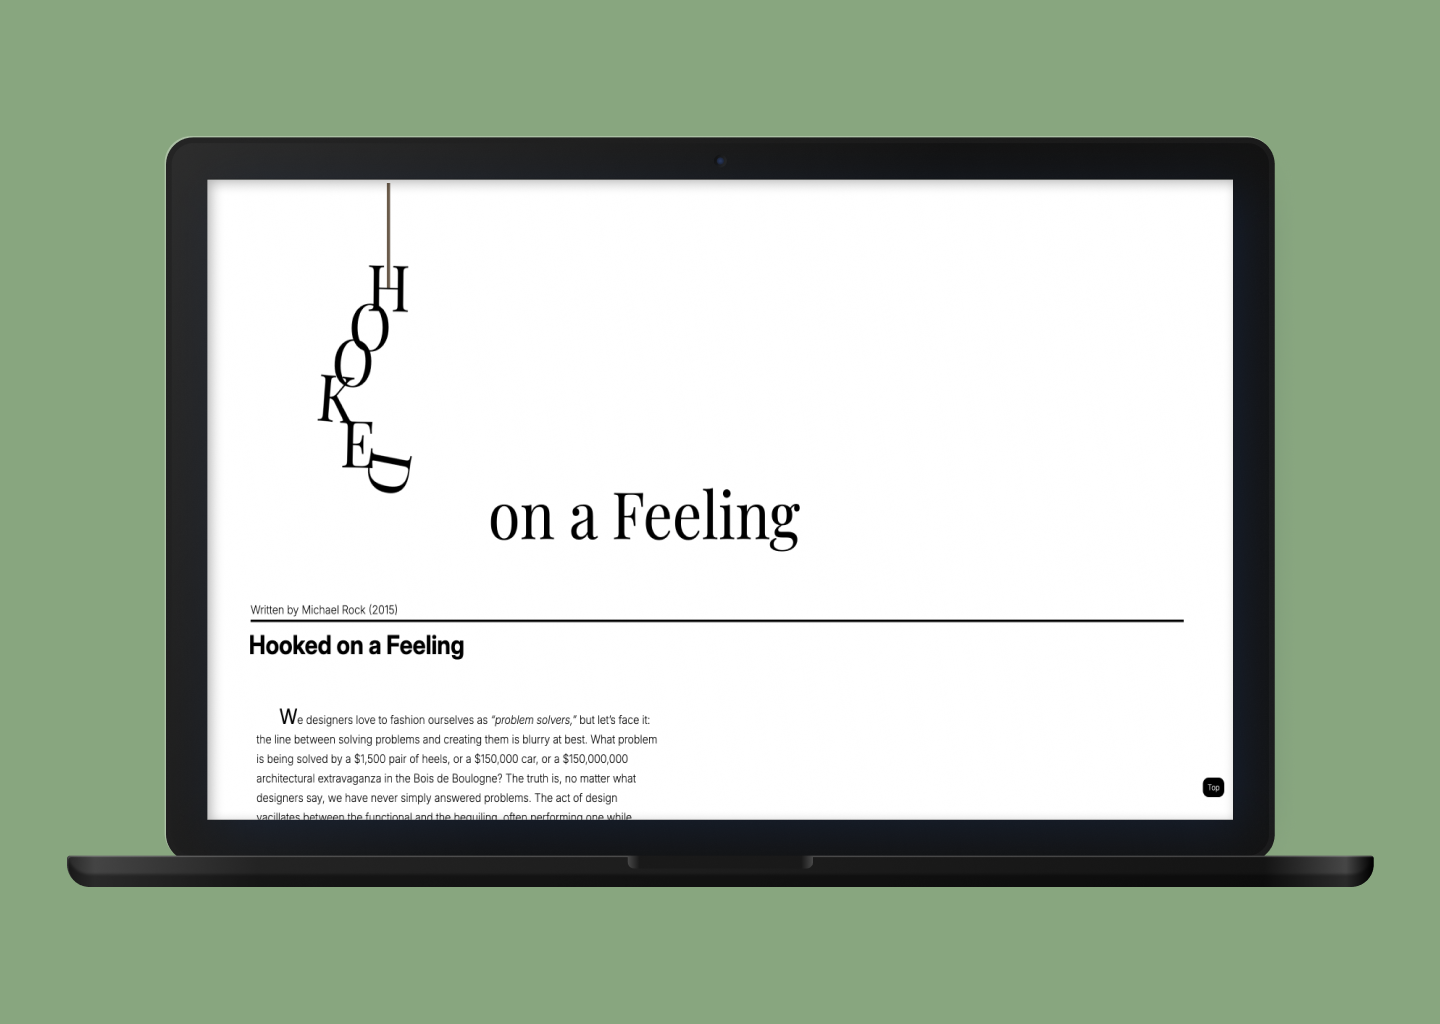 HOOKED
on a Feeling
Written by Michael Rock (2015)
Hooked on a Feeling
We designers love to fashion ourselves as “problem solvers,” but let’s face it:
the line between solving problems and creating them is blurry at best. What problem
is being solved by a $1,500 pair of heels, or a $150,000 car, or a $150,000,000
architectural extravaganza in the Bois de Boulogne? The truth is, no matter what
designers say, we have never simply answered problems. The act of design
vacillates between the functional and the beguiling, often performing one while
Top